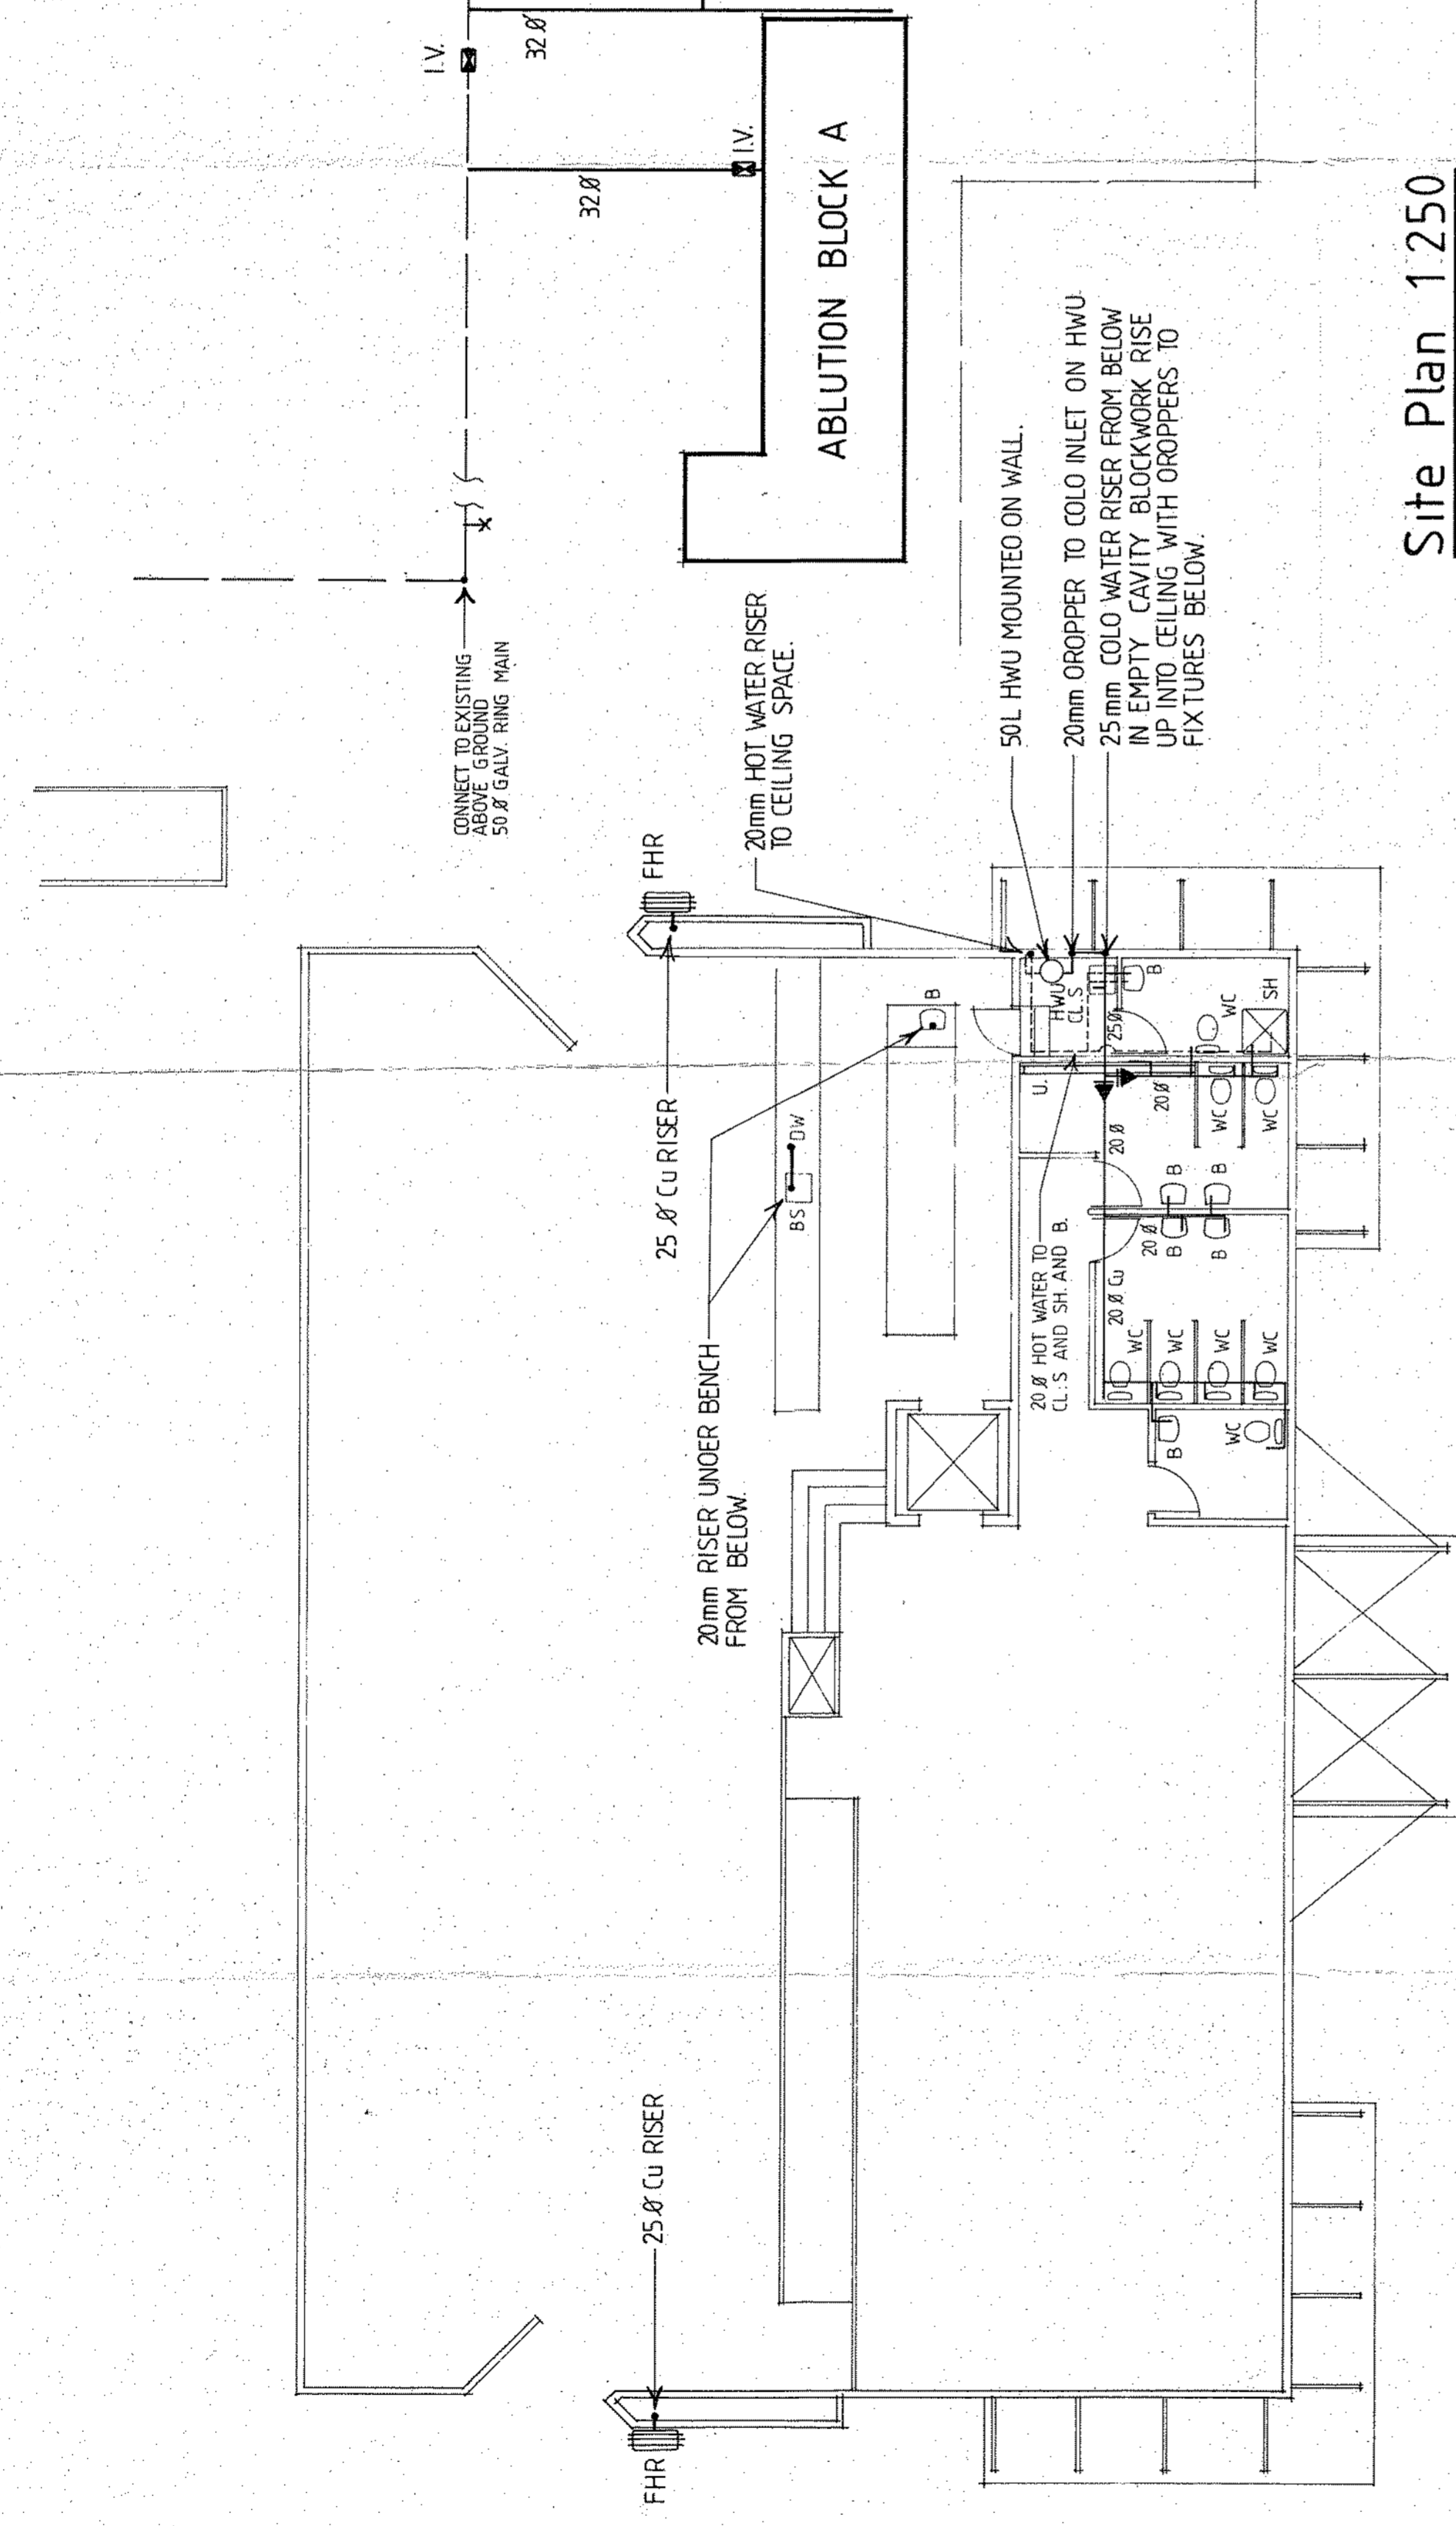 I.V.
32Ø
32Ø
I.V.
ABLUTION BLOCK A
CONNECT TO EXISTING
ABOVE GROUND
50Ø GALV. RING MAIN
Site Plan 1:250
FHR
25Ø Cu RISER
25Ø Cu RISER
FHR
20mm RISER UNDER BENCH
FROM BELOW.
BS
DW
B
20mm HOT WATER RISER
TO CEILING SPACE.
50L HWU MOUNTED ON WALL.
20mm DROPPER TO COLD INLET ON HWU
25mm COLD WATER RISER FROM BELOW
IN EMPTY CAVITY BLOCKWORK RISE
UP INTO CEILING WITH DROPPERS TO
FIXTURES BELOW.
20Ø HOT WATER TO
CL:S AND SH. AND B.
HWU
CL.S
B
25Ø
WC
SH
U.
20Ø
20Ø
WC
WC
B
B
20Ø
B
B
20Ø Cu
WC
WC
WC
WC
B
WC